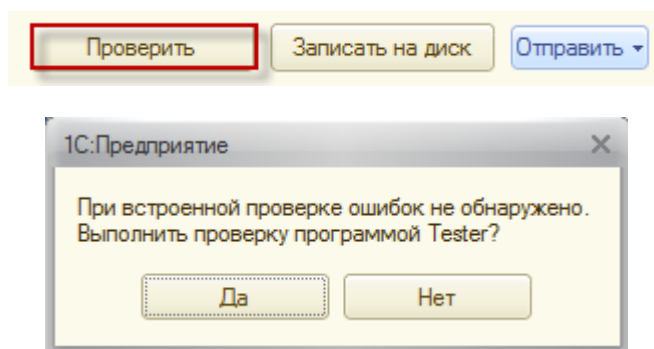 Проверить Записать на диск Отправить
1С:Предприятие
При встроенной проверке ошибок не обнаружено.
Выполнить проверку программой Tester?
Да Нет